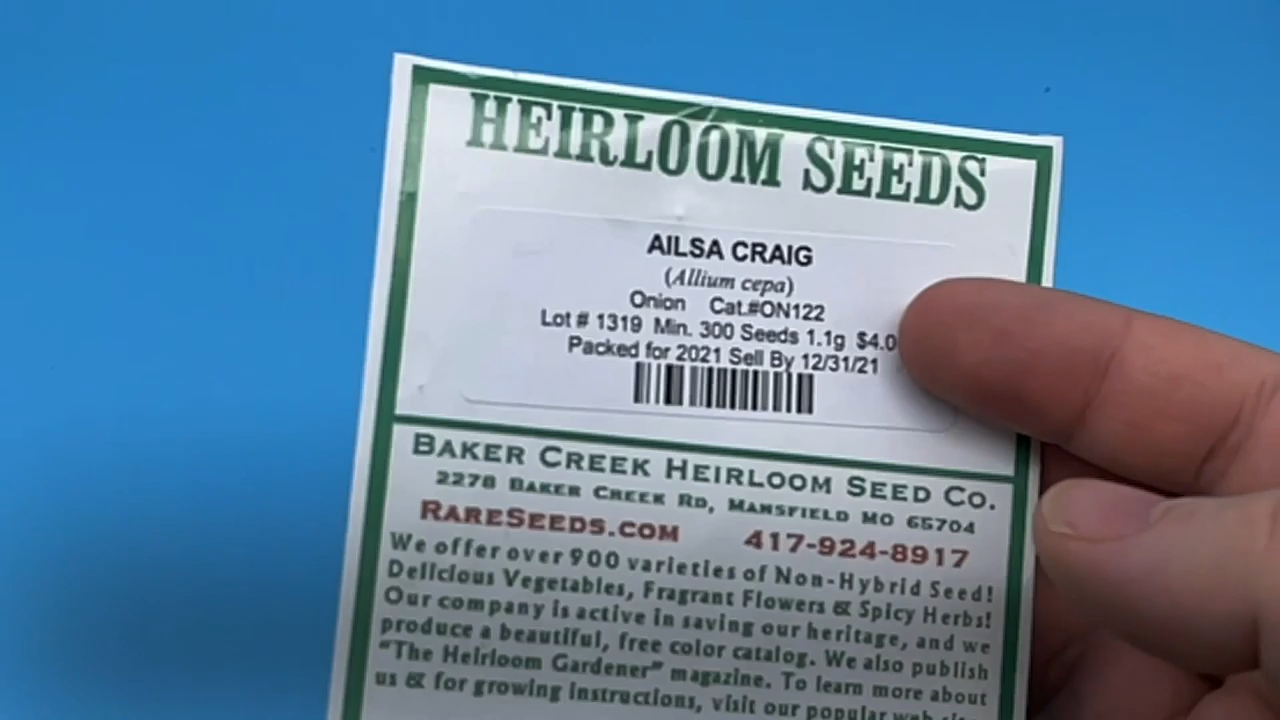 HEIRLOOM SEEDS
AILSA CRAIG
(Allium cepa)
Onion Cat.#ON122
Lot # 1319 Min. 300 Seeds 1.1g $4.0
Packed for 2021 Sell By 12/31/21
BAKER CREEK HEIRLOOM SEED CO.
2278 BAKER CREEK RD, MANSFIELD MO 65704
RARESEEDS.COM 417-924-8917
We offer over 900 varieties of Non-Hybrid Seed!
Delicious Vegetables, Fragrant Flowers & Spicy Herbs!
Our company is active in saving our heritage, and we
produce a beautiful, free color catalog. We also publish
"The Heirloom Gardener" magazine. To learn more about
us & for growing instructions, visit our popular web